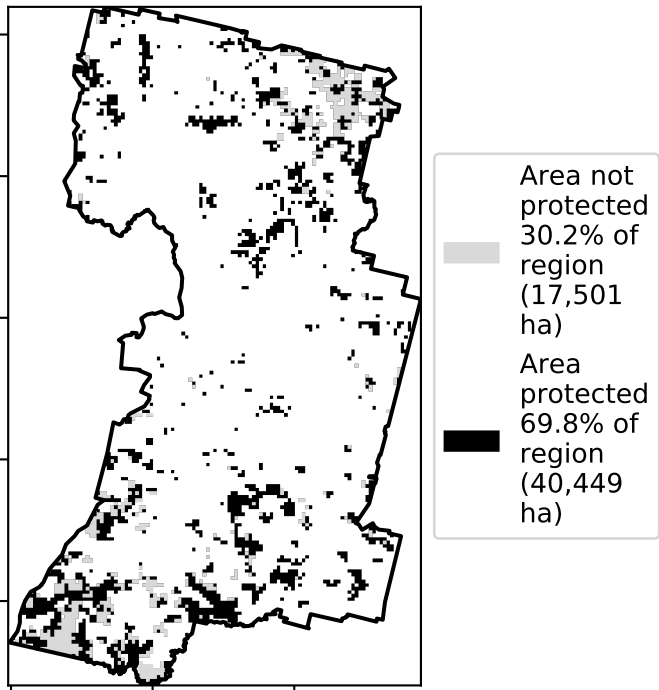 Area not
protected
30.2% of
region
(17,501
ha)
Area
protected
69.8% of
region
(40,449
ha)